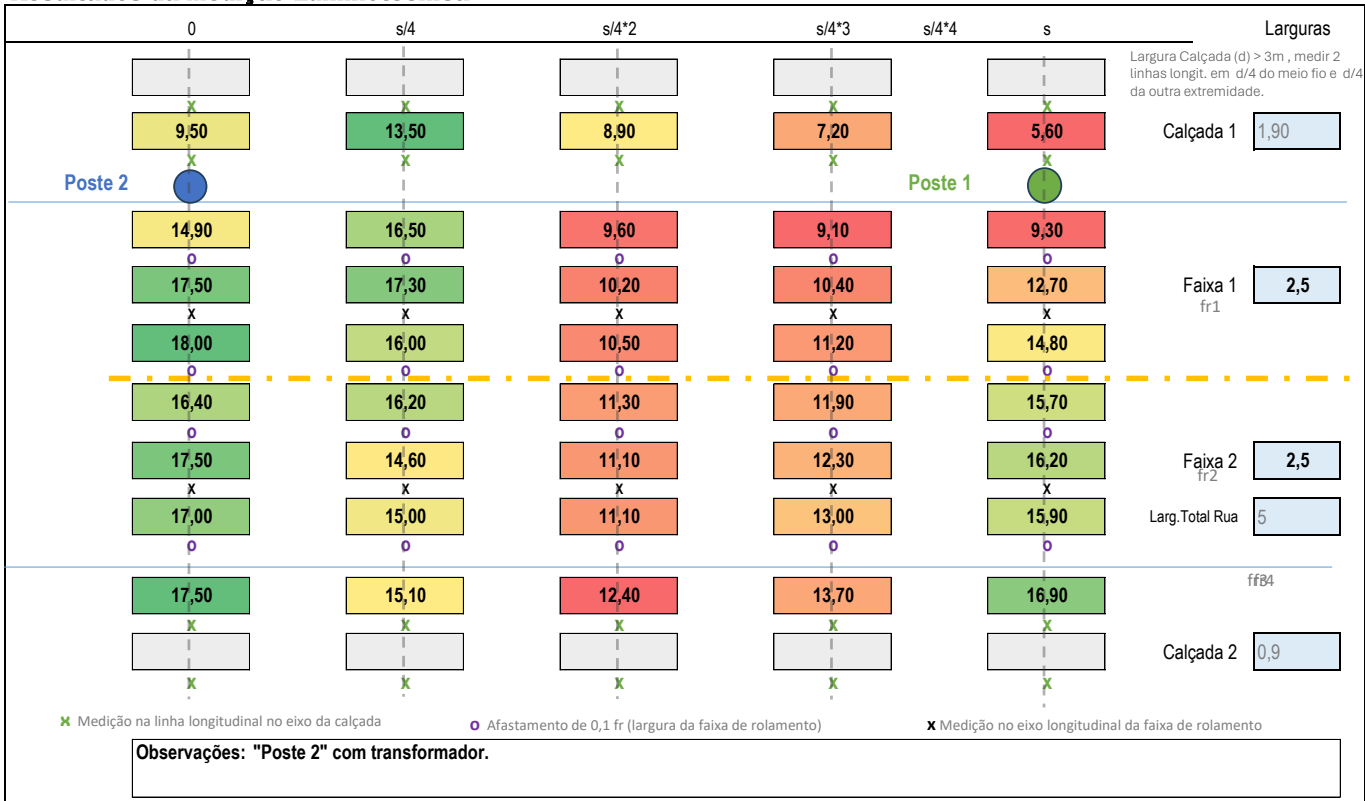 0 s/4 s/4*2 s/4*3 s/4*4 s Larguras
Largura Calçada (d) > 3m , medir 2
linhas longit. em d/4 do meio fio e d/4
da outra extremidade.
X X X X X
9,50 13,50 8,90 7,20 5,60 Calçada 1 1,90
X X X X X
Poste 2 Poste 1
14,90 16,50 9,60 9,10 9,30
o o o o o
17,50 17,30 10,20 10,40 12,70 Faixa 1 2,5
fr1
x x x x x
18,00 16,00 10,50 11,20 14,80
o o o o o
16,40 16,20 11,30 11,90 15,70
o o o o o
17,50 14,60 11,10 12,30 16,20 Faixa 2 2,5
fr2
x x x x x
17,00 15,00 11,10 13,00 15,90 Larg.Total Rua 5
o o o o o
17,50 15,10 12,40 13,70 16,90
X X X X X
Calçada 2 0,9
X X X X X
X Medição na linha longitudinal no eixo da calçada o Afastamento de 0,1 fr (largura da faixa de rolamento) x Medição no eixo longitudinal da faixa de rolamento
Observações: "Poste 2" com transformador.